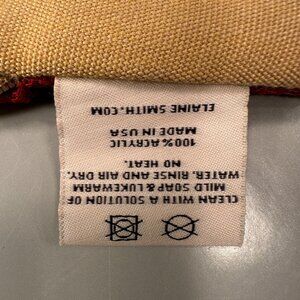 CLEAN WITH A SOLUTION OF
MILD SOAP & LUKEWARM
WATER. RINSE AND AIR DRY.
NO HEAT.
100% ACRYLIC
MADE IN USA
ELAINE SMITH.COM